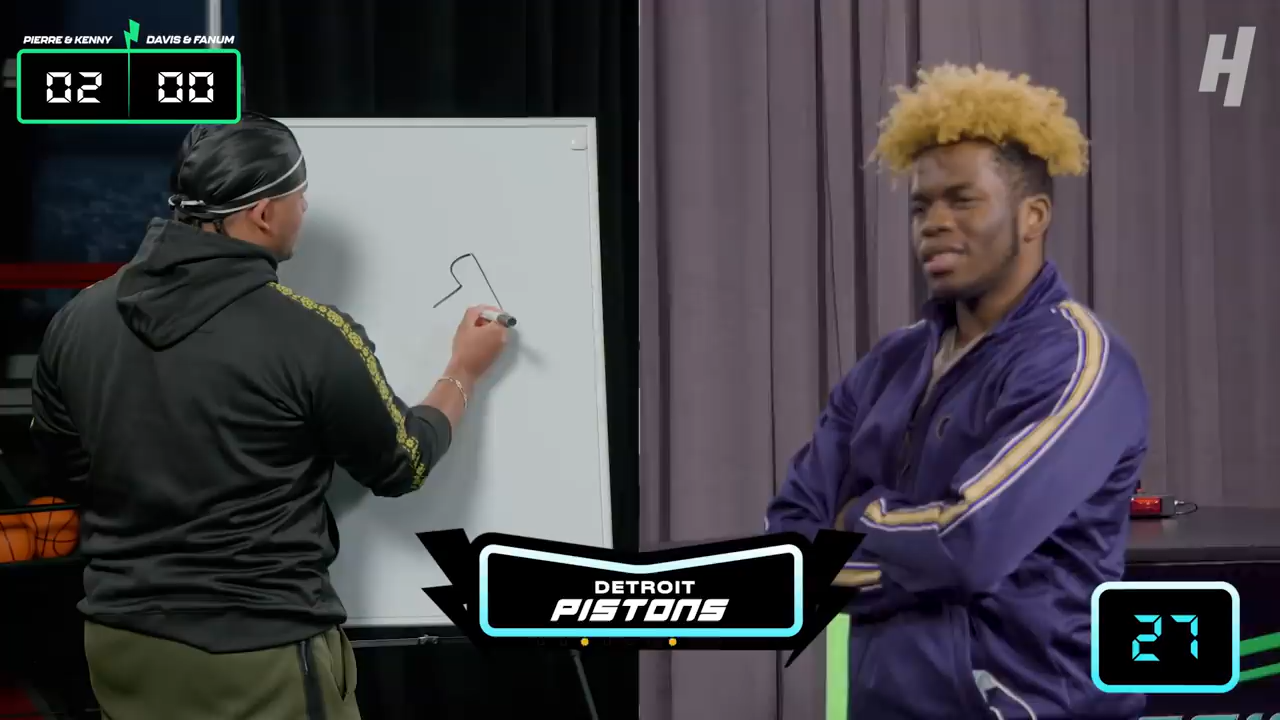 PIERRE & KENNY DAVIS & FANUM
02 00
H
DETROIT
PISTONS
27